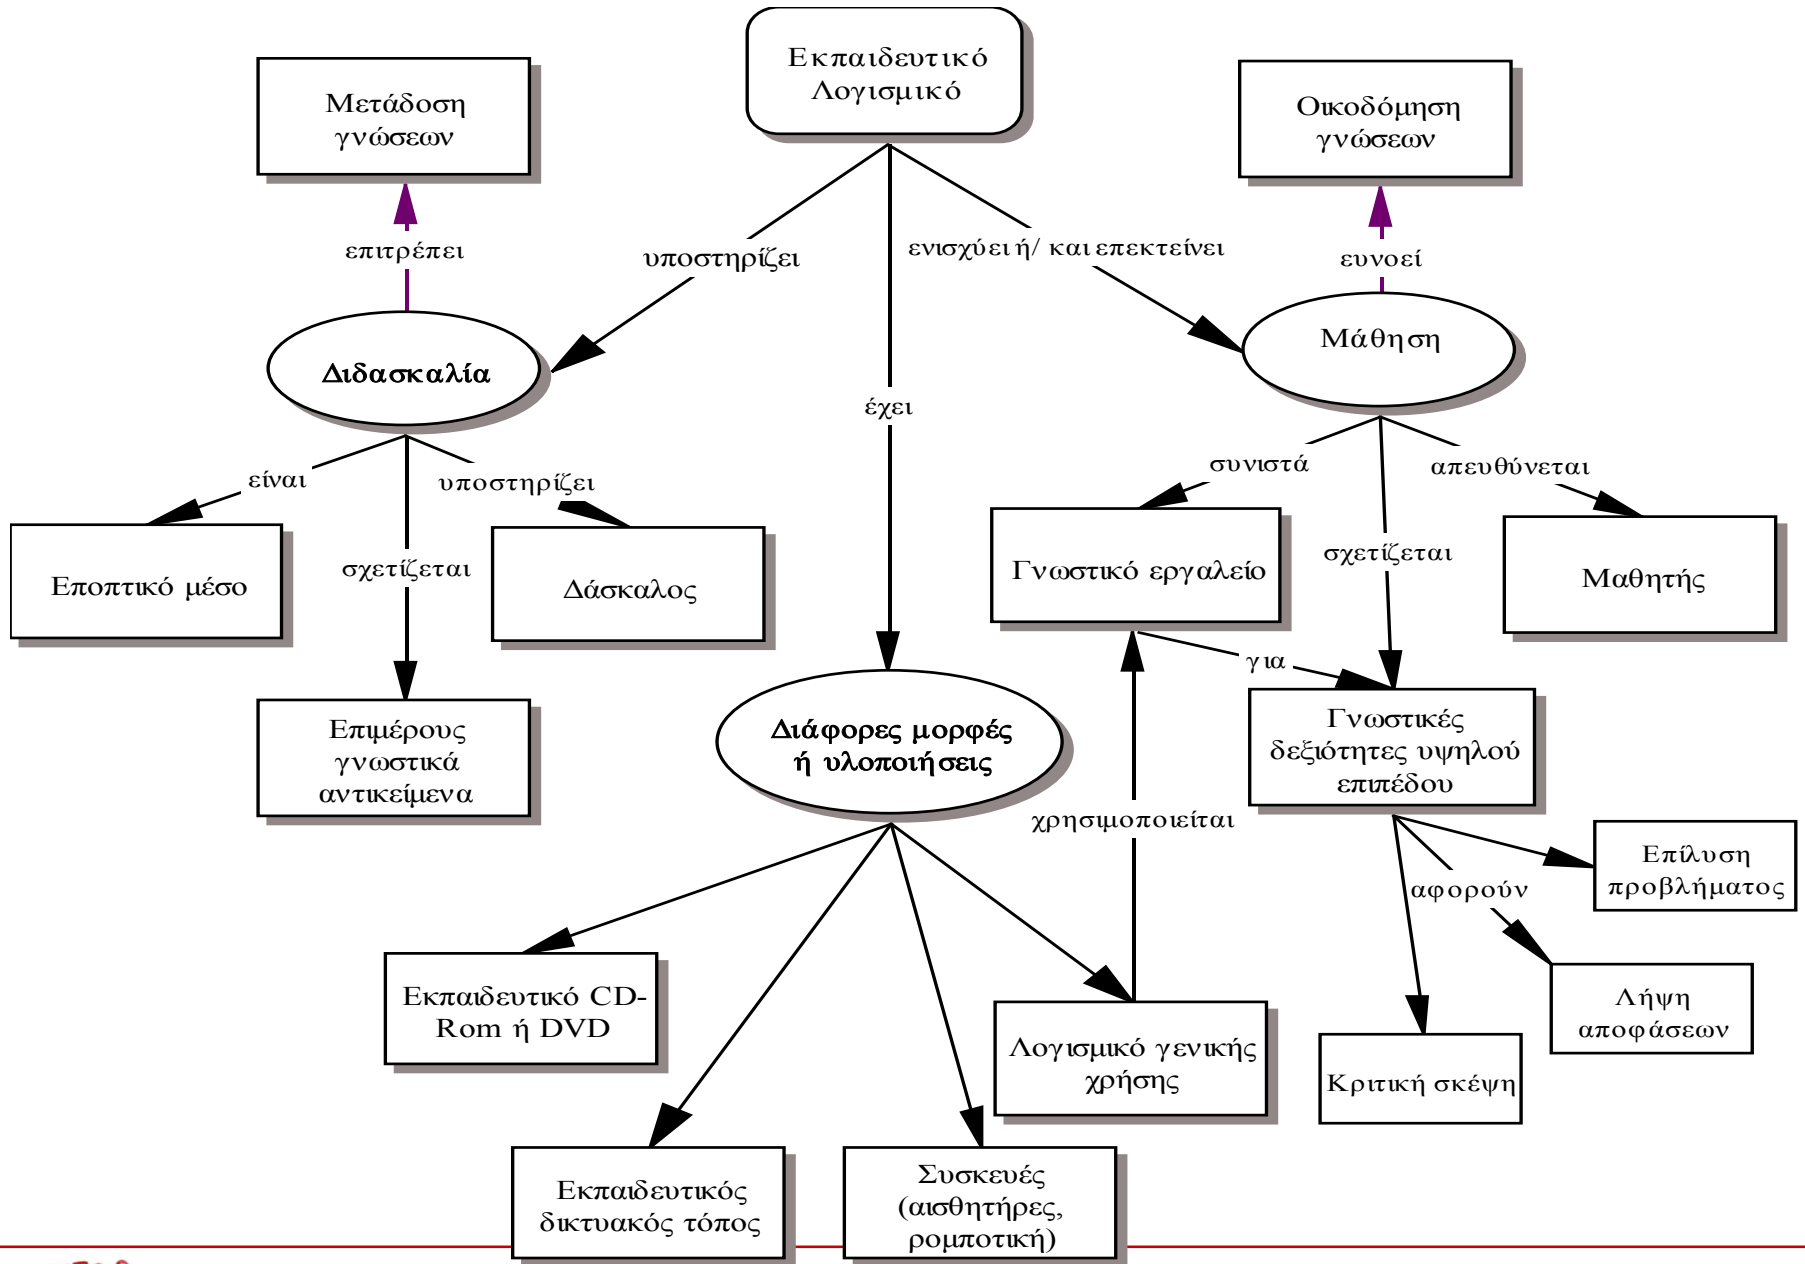 Εκπαιδευτικό
Λογισμικό
Μετάδοση
γνώσεων
Οικοδόμηση
γνώσεων
επιτρέπει
υποστηρίζει
ενισχύει ή/ και επεκτείνει
ευνοεί
Διδασκαλία
Μάθηση
έχει
είναι
υποστηρίζει
συνιστά
απευθύνεται
σχετίζεται
σχετίζεται
Εποπτικό μέσο
Δάσκαλος
Γνωστικό εργαλείο
Μαθητής
για
Επιμέρους
γνωστικά
αντικείμενα
Διάφορες μορφές
ή υλοποιήσεις
Γνωστικές
δεξιότητες υψηλού
επιπέδου
χρησιμοποιείται
αφορούν
Επίλυση
προβλήματος
Εκπαιδευτικό CD-
Rom ή DVD
Λογισμικό γενικής
χρήσης
Λήψη
αποφάσεων
Κριτική σκέψη
Εκπαιδευτικός
δικτυακός τόπος
Συσκευές
(αισθητήρες,
ρομποτική)